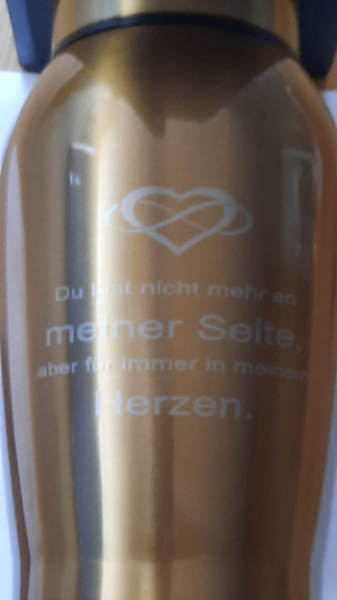 Du bist nicht mehr an
meiner Seite,
aber für immer in meinem
Herzen.